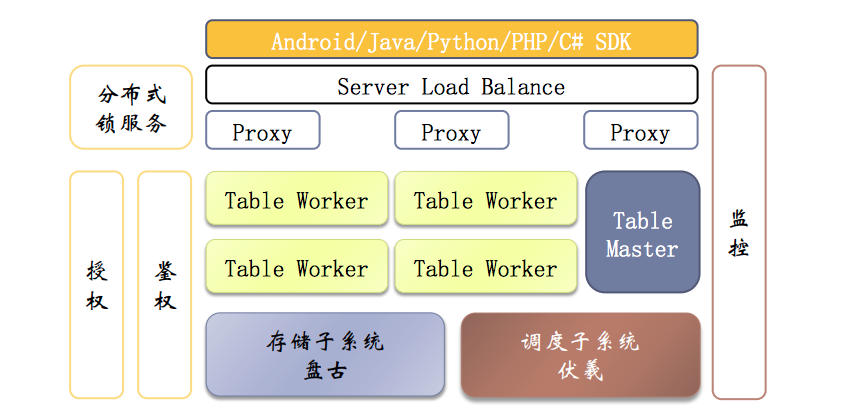 Android/Java/Python/PHP/C# SDK
分布式
锁服务
Server Load Balance
Proxy
Proxy
Proxy
授
权
鉴
权
Table Worker
Table Worker
Table Worker
Table Worker
Table
Master
监
控
存储子系统
盘古
调度子系统
伏羲